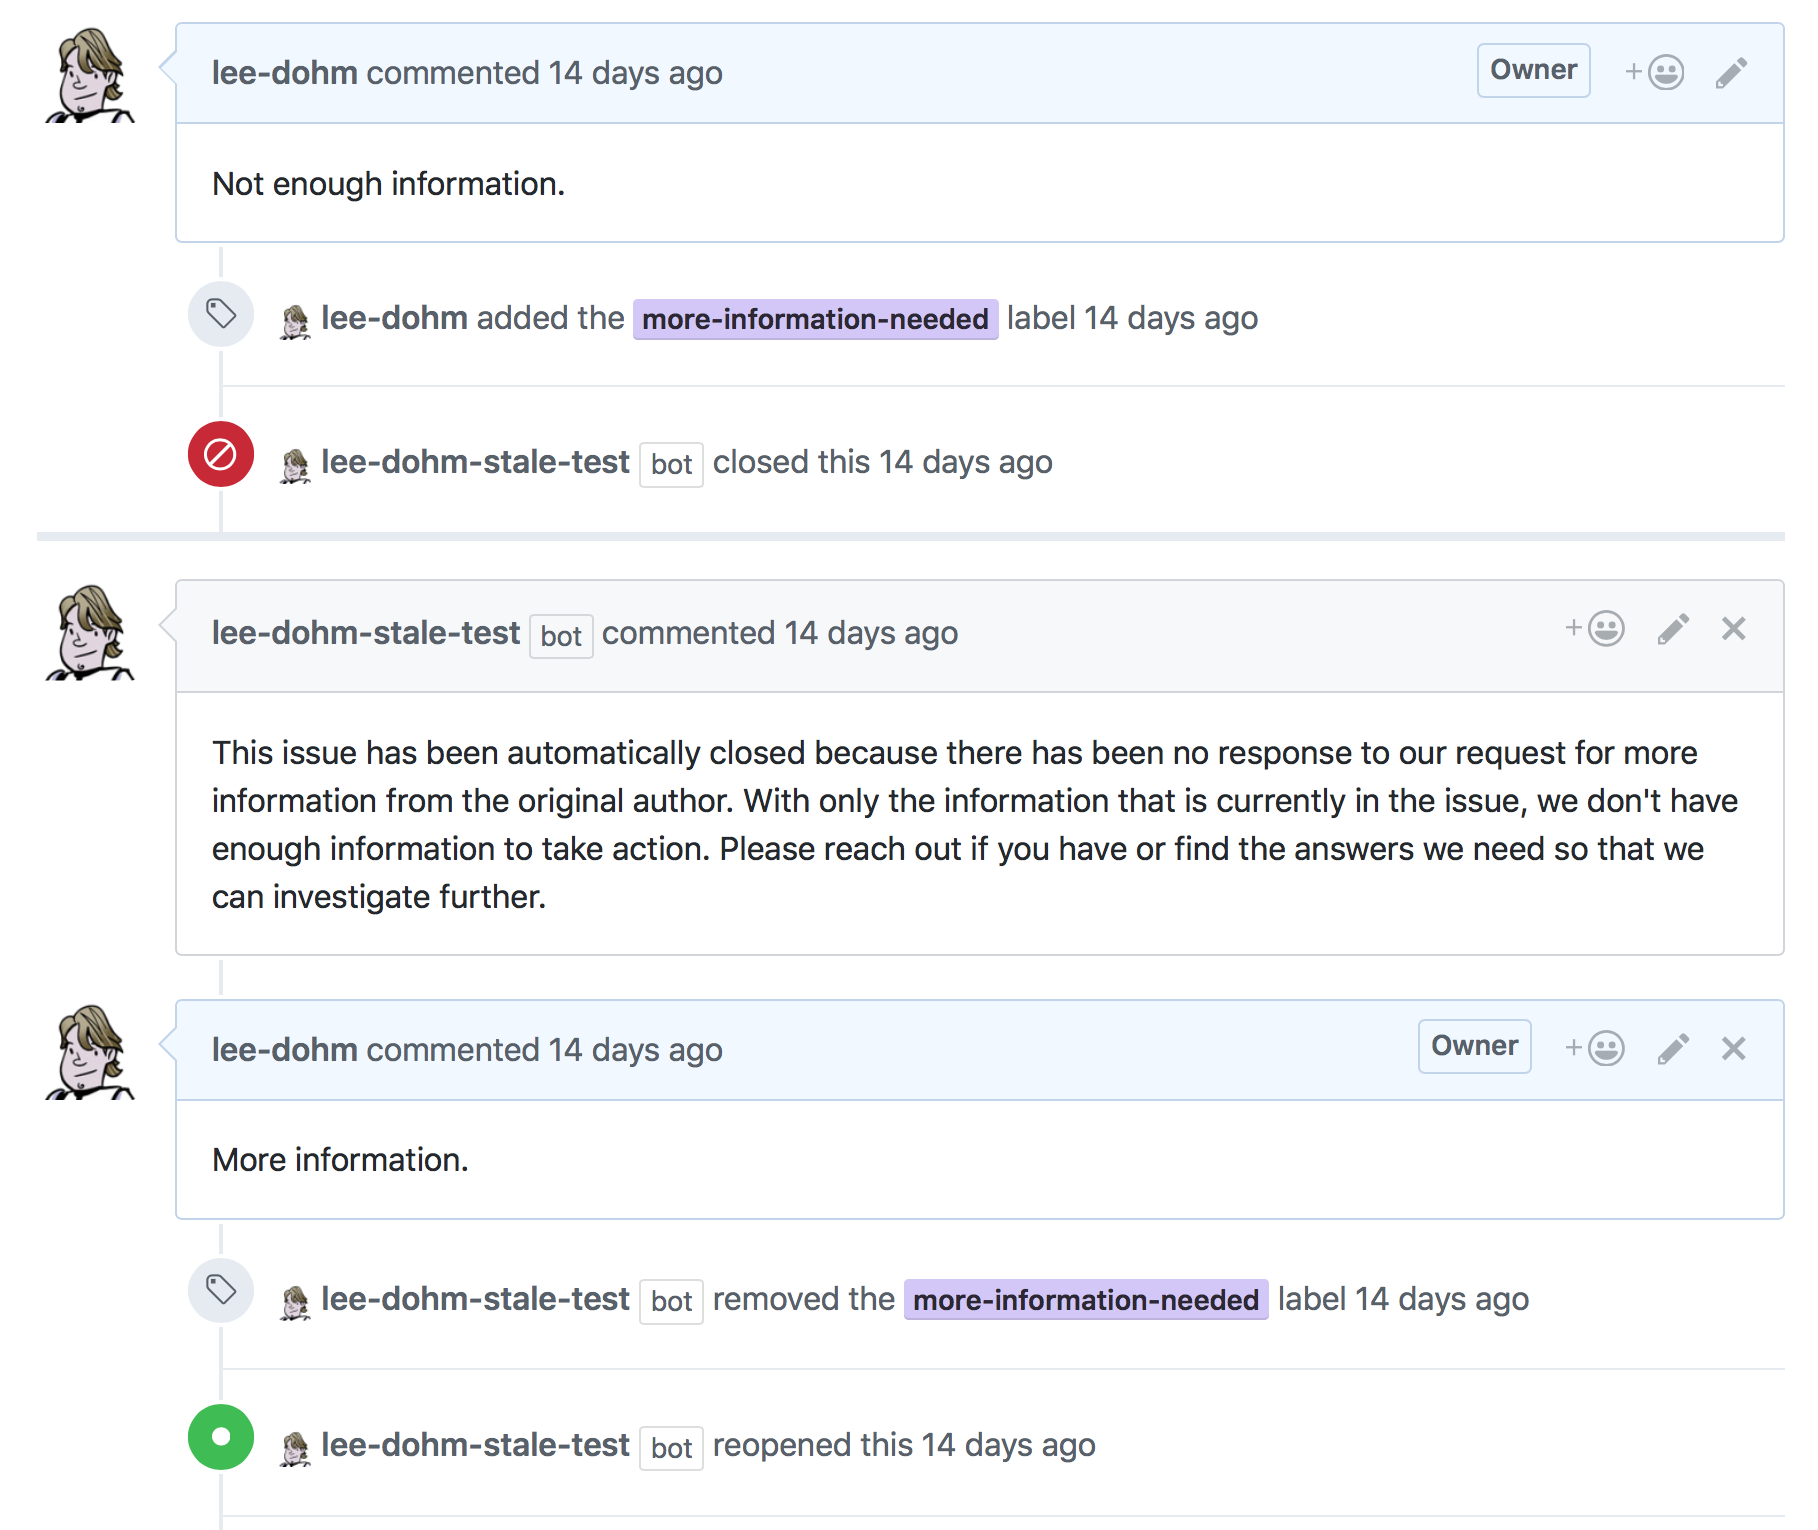 lee-dohm commented 14 days ago Owner +
Not enough information.
lee-dohm added the more-information-needed label 14 days ago
lee-dohm-stale-test bot closed this 14 days ago
lee-dohm-stale-test bot commented 14 days ago +
This issue has been automatically closed because there has been no response to our request for more
information from the original author. With only the information that is currently in the issue, we don't have
enough information to take action. Please reach out if you have or find the answers we need so that we
can investigate further.
lee-dohm commented 14 days ago Owner +
More information.
lee-dohm-stale-test bot removed the more-information-needed label 14 days ago
lee-dohm-stale-test bot reopened this 14 days ago